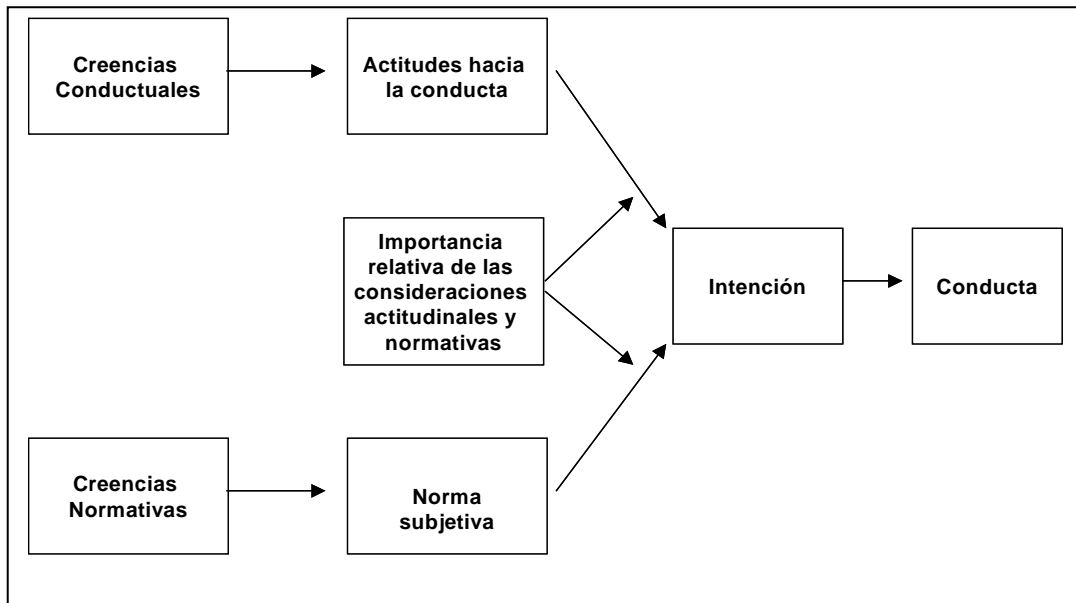 Creencias
Conductuales
Actitudes hacia
la conducta
Importancia
relativa de las
consideraciones
actitudinales y
normativas
Intención
Conducta
Creencias
Normativas
Norma
subjetiva